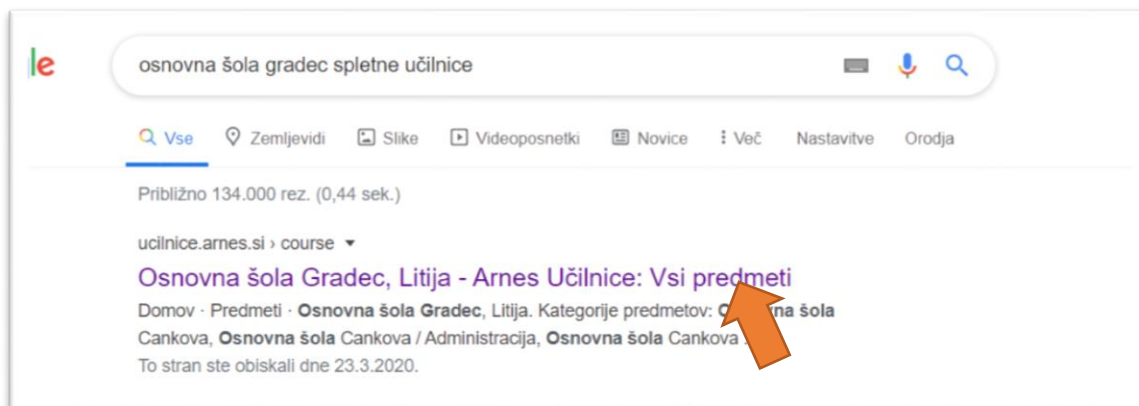 le osnovna šola gradec spletne učilnice
Vse Zemljevidi Slike Videoposnetki Novice Več Nastavitve Orodja
Približno 134.000 rez. (0,44 sek.)
ucilnice.arnes.si › course
Osnovna šola Gradec, Litija - Arnes Učilnice: Vsi predmeti
Domov · Predmeti · Osnovna šola Gradec, Litija. Kategorije predmetov: šola
Cankova, Osnovna šola Cankova / Administracija, Osnovna šola Cankova
To stran ste obiskali dne 23.3.2020.